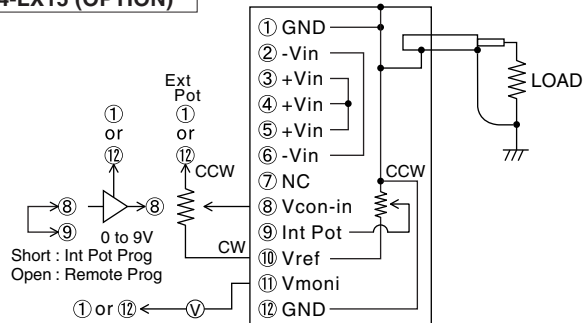 4-EX15 (OPTION)
① GND
② -Vin
③ +Vin
④ +Vin
⑤ +Vin
⑥ -Vin
⑦ NC
⑧ Vcon-in
⑨ Int Pot
⑩ Vref
⑪ Vmoni
⑫ GND
CCW
LOAD
Ext
Pot
①
or
⑫
CCW
CW
①
or
⑫
⑧
⑧
⑨
0 to 9V
Short : Int Pot Prog
Open : Remote Prog
① or ⑫
V